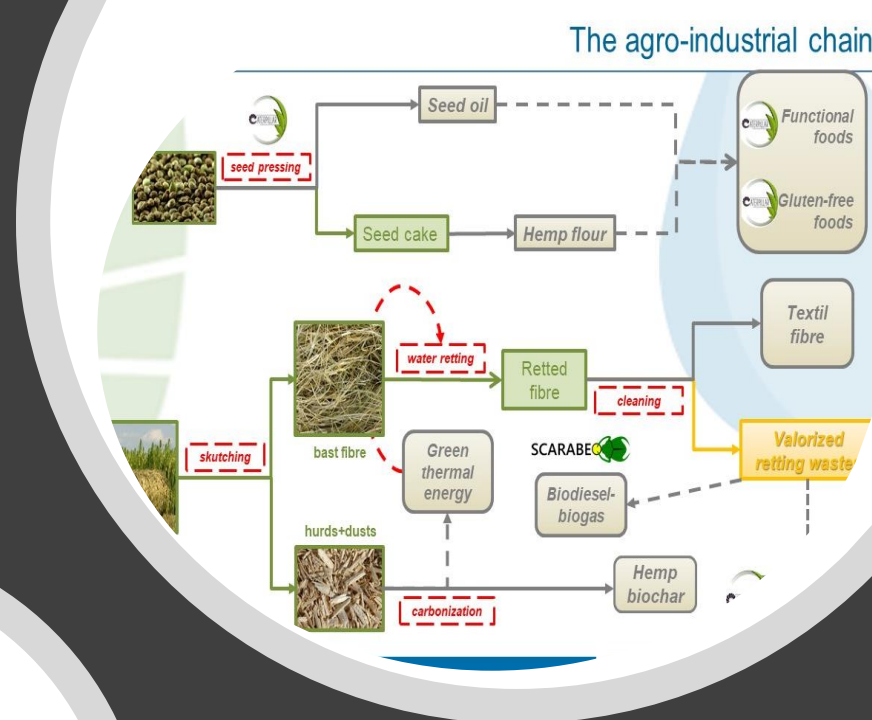 The agro-industrial chain
Seed oil
Functional
foods
seed pressing
Gluten-free
foods
Seed cake
Hemp flour
Textil
fibre
water retting
Retted
fibre
cleaning
bast fibre
skutching
Green
thermal
energy
SCARABEO
Valorized
retting waste
Biodiesel-
biogas
hurds+dusts
Hemp
biochar
carbonization